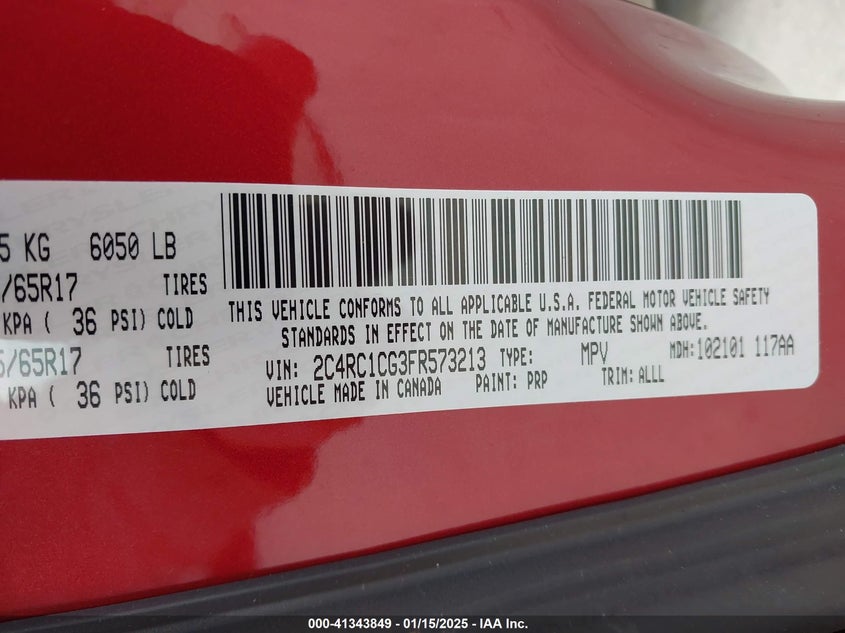 5 KG 6050 LB
/65R17 TIRES
KPA ( 36 PSI) COLD
5/65R17 TIRES
KPA ( 36 PSI) COLD
THIS VEHICLE CONFORMS TO ALL APPLICABLE U.S.A. FEDERAL MOTOR VEHICLE SAFETY
STANDARDS IN EFFECT ON THE DATE OF MANUFACTURE SHOWN ABOVE.
VIN: 2C4RC1CG3FR573213 TYPE: MPV MDH:102101 117AA
VEHICLE MADE IN CANADA PAINT: PRP TRIM: ALLL
000-41343849 — 01/15/2025 — IAA Inc.